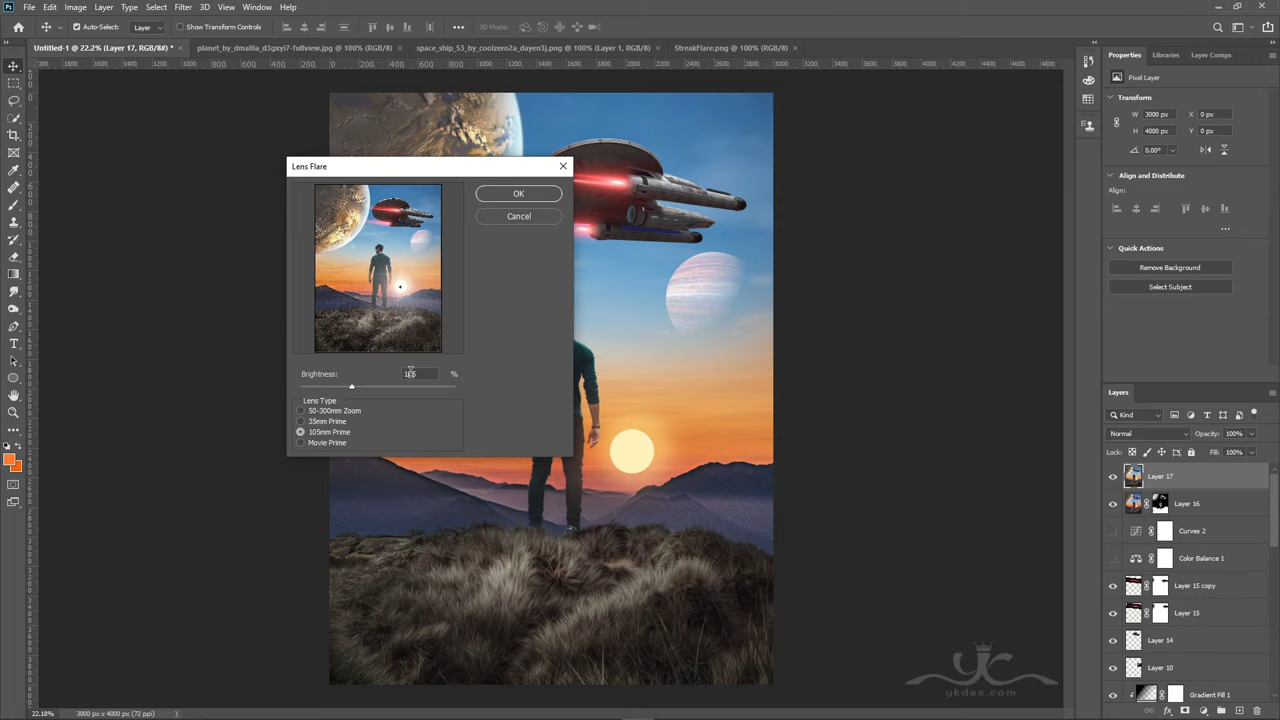 Ps File Edit Image Layer Type Select Filter 3D View Window Help
Auto-Select: Layer Show Transform Controls 3D Mode:
Untitled-1 @ 22.2% (Layer 17, RGB/8#) * planet_by_dmallia_d3gxyi7-fullview.jpg @ 100% (RGB/8) space_ship_53_by_coolzero2a_dayen3j.png @ 100% (Layer 1, RGB/8) StreakFlare.png @ 100% (RGB/8)
Properties Libraries Layer Comps
Pixel Layer
Transform
W 3000 px X 0 px
H 4000 px Y 0 px
0.00°
Align and Distribute
Align:
Quick Actions
Remove Background
Select Subject
Lens Flare
OK
Cancel
Brightness: %
Lens Type
50-300mm Zoom
35mm Prime
105mm Prime
Movie Prime
Layers
Kind
Normal Opacity: 100%
Lock: Fill: 100%
Layer 17
Layer 16
Curves 2
Color Balance 1
Layer 15 copy
Layer 15
Layer 14
Layer 10
Gradient Fill 1
yk
ykdes.com
22.18% 3000 px x 4000 px (72 ppi)